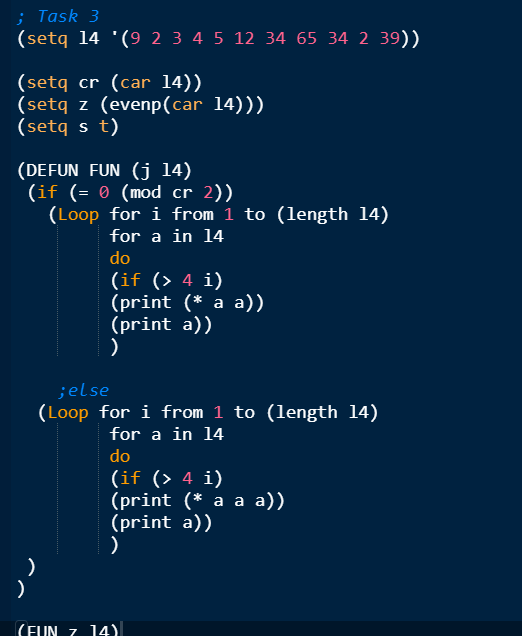 ; Task 3
(setq l4 '(9 2 3 4 5 12 34 65 34 2 39))
(setq cr (car l4))
(setq z (evenp(car l4)))
(setq s t)
(DEFUN FUN (j l4)
(if (= 0 (mod cr 2))
(Loop for i from 1 to (length l4)
for a in l4
do
(if (> 4 i)
(print (* a a))
(print a))
)
;else
(Loop for i from 1 to (length l4)
for a in l4
do
(if (> 4 i)
(print (* a a a))
(print a))
)
)
)
(FUN z l4)